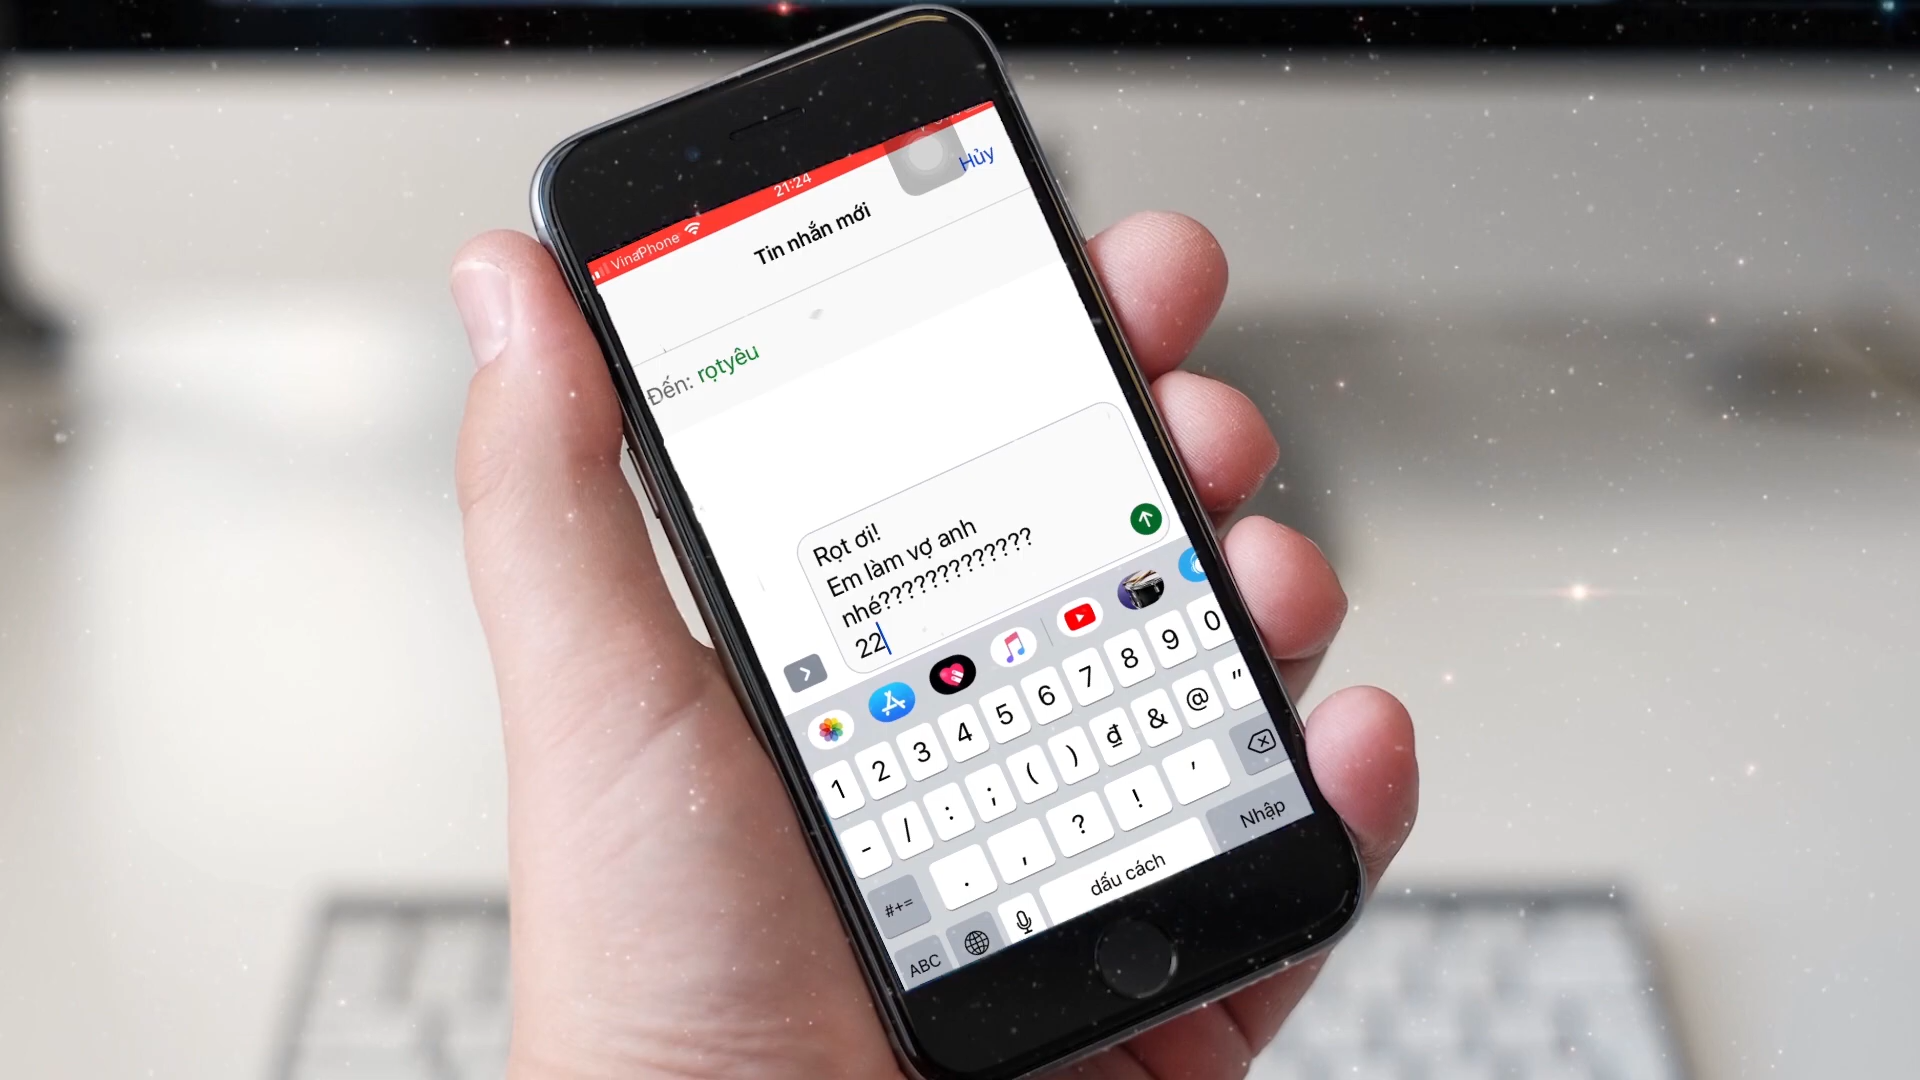 VinaPhone 21:24
Tin nhắn mới Hủy
Đến: rọtyêu
Rọt ơi!
Em làm vợ anh
nhé?????????????
22
1 2 3 4 5 6 7 8 9 0
- / : ; ( ) ₫ & @ "
#+= . , ? ! '
ABC dấu cách Nhập